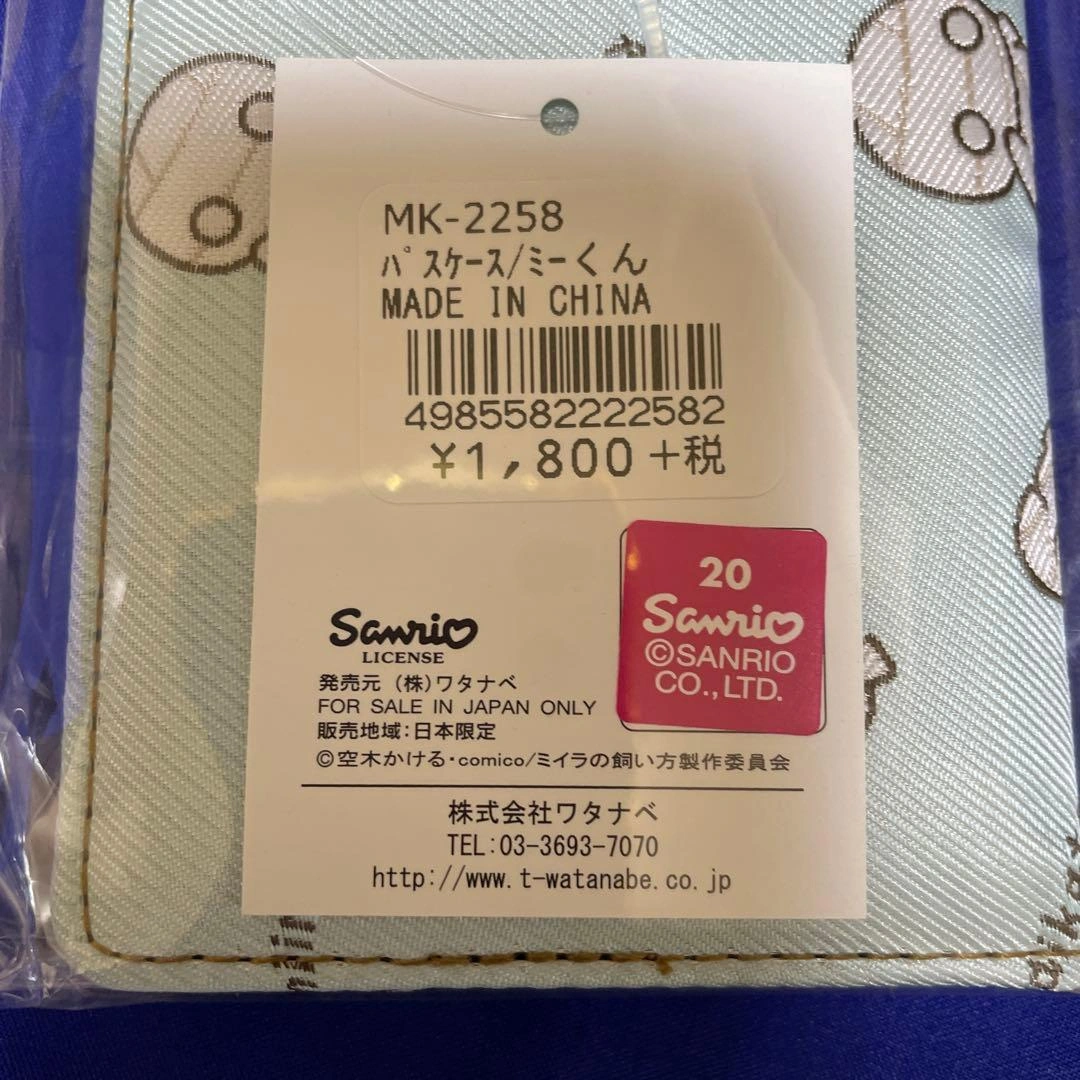 MK-2258
ﾊﾟｽｹｰｽ/ﾐーくん
MADE IN CHINA
4985582222582
¥1,800+税
20
Sanrio
©SANRIO
CO.,LTD.
Sanrio
LICENSE
発売元 (株)ワタナベ
FOR SALE IN JAPAN ONLY
販売地域:日本限定
©空木かける・comico/ミイラの飼い方製作委員会
株式会社ワタナベ
TEL:03-3693-7070
http://www.t-watanabe.co.jp